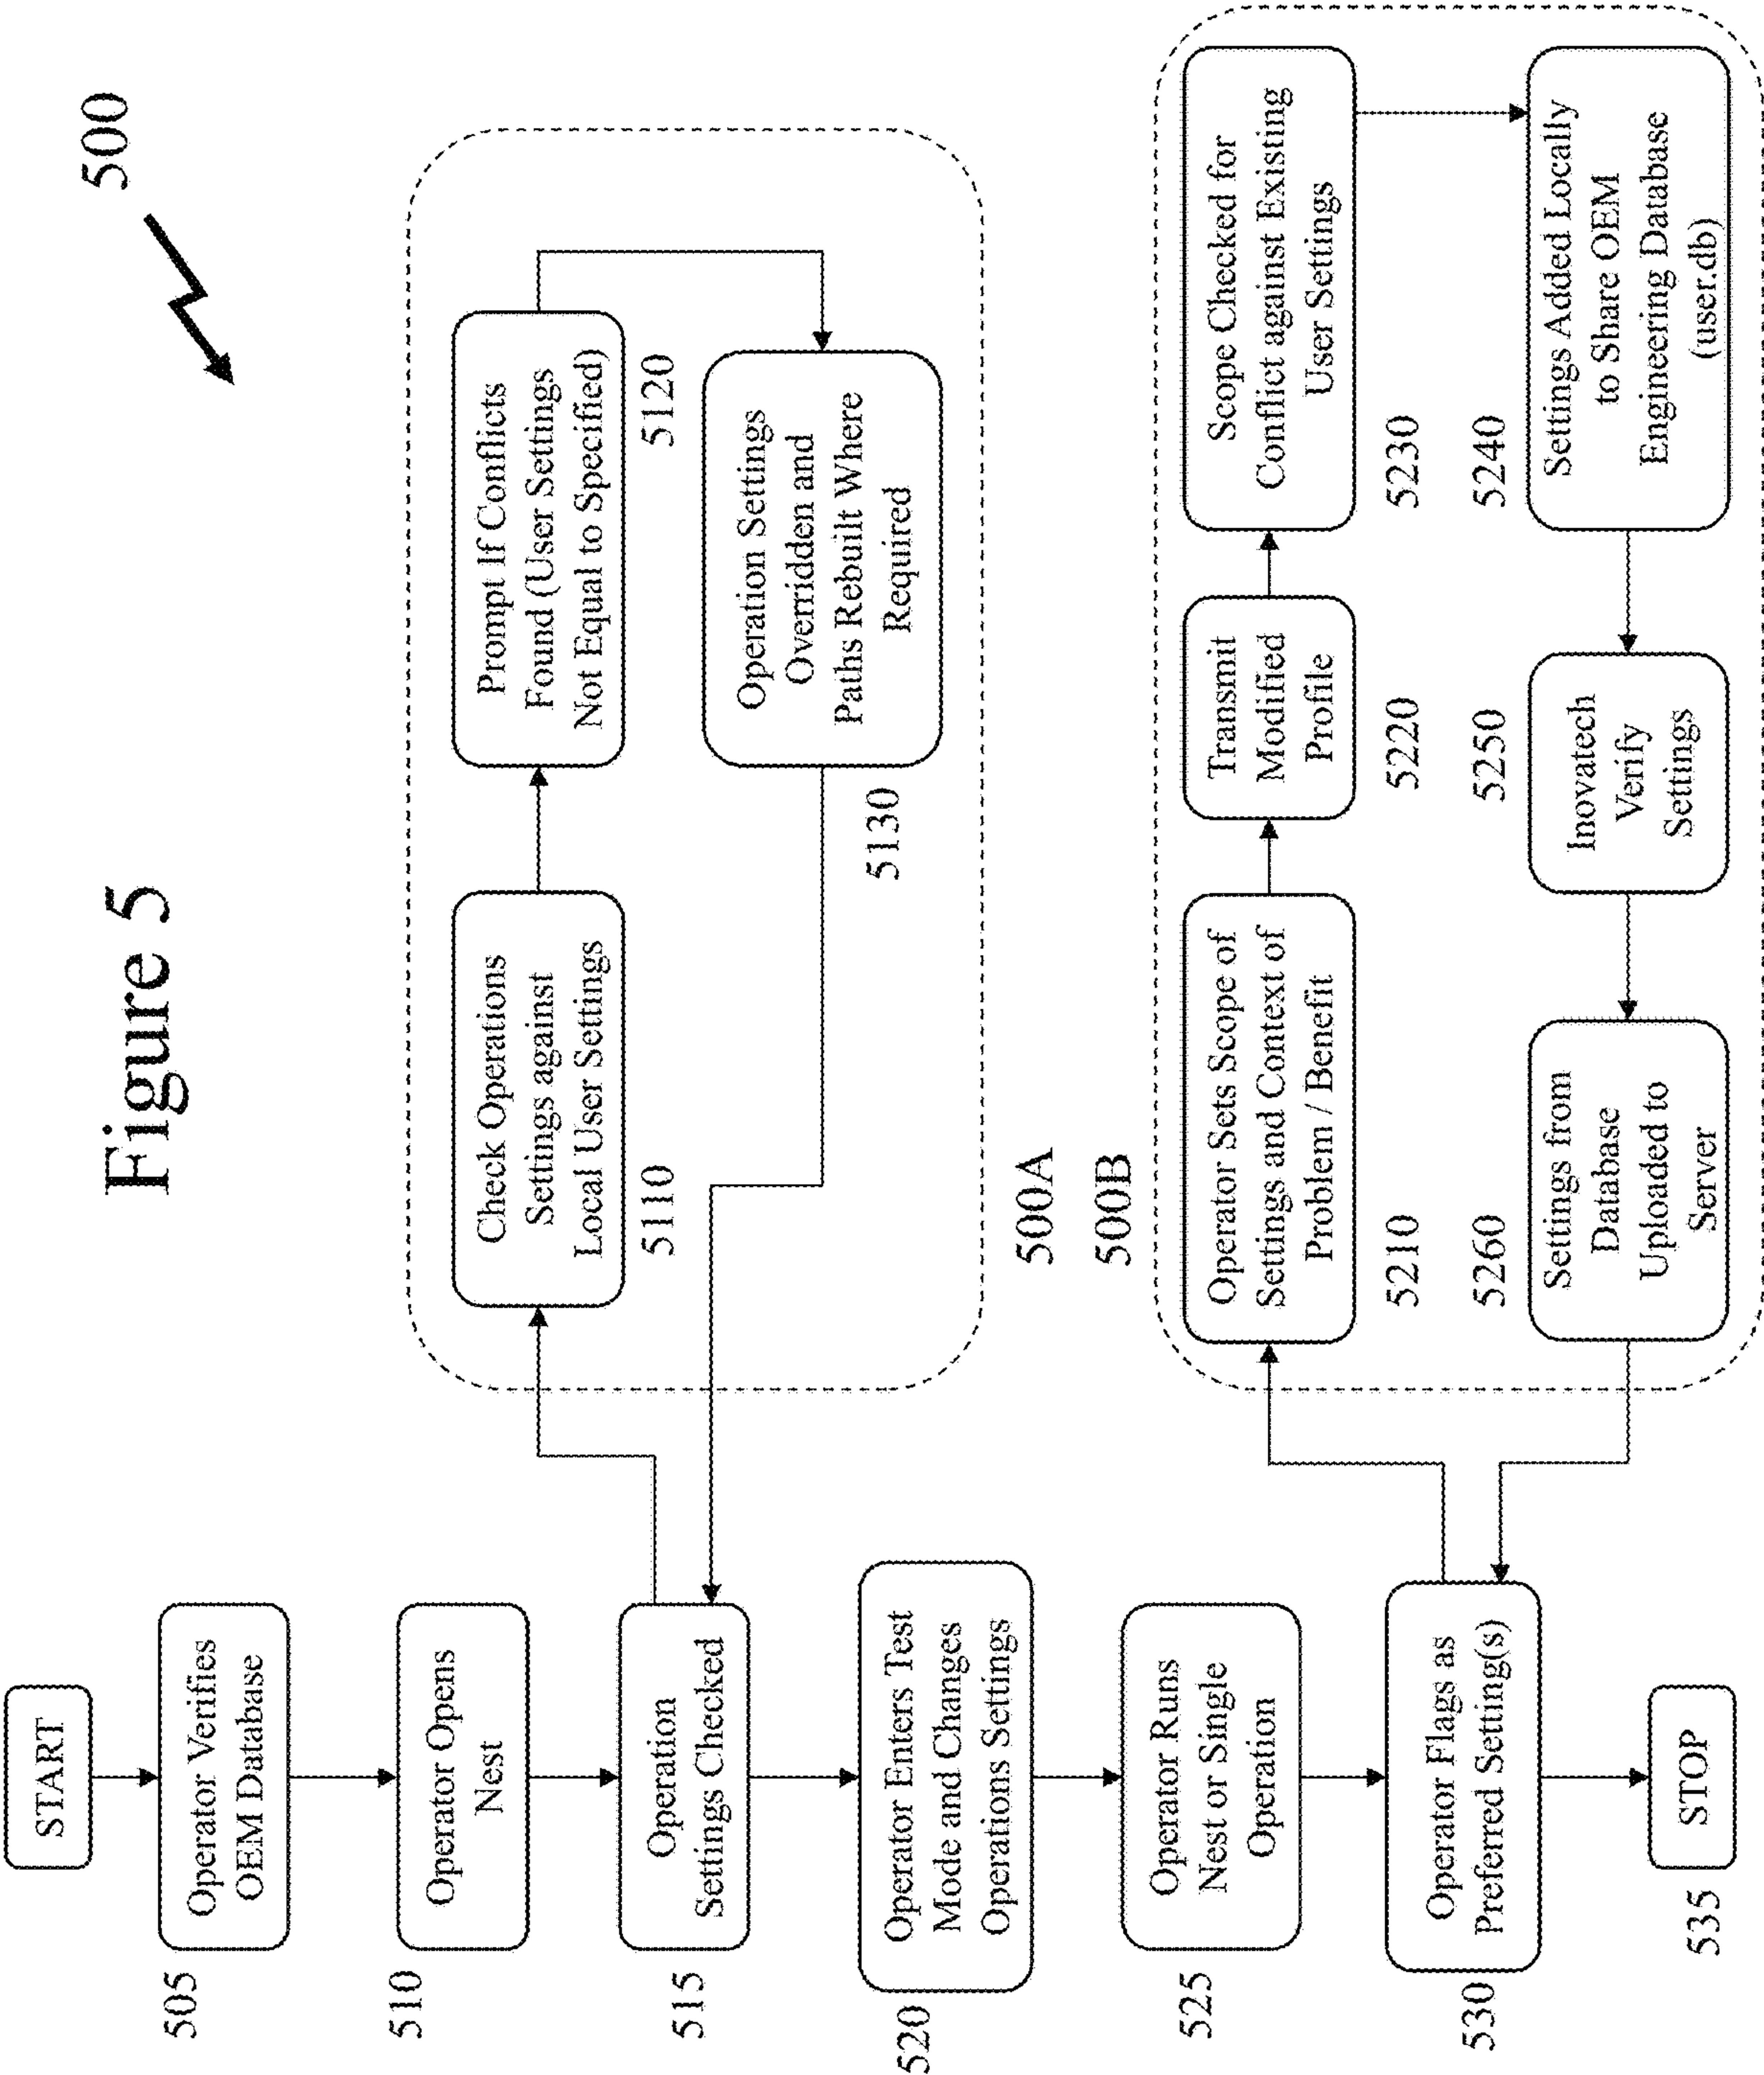 Figure 5
500
START
505
Operator Verifies
OEM Database
510
Operator Opens
Nest
515
Operation
Settings Checked
520
Operator Enters Test
Mode and Changes
Operations Settings
525
Operator Runs
Nest or Single
Operation
530
Operator Flags as
Preferred Setting(s)
535
STOP
Check Operations
Settings against
Local User Settings
5110
Prompt If Conflicts
Found (User Settings
Not Equal to Specified)
5120
Operation Settings
Overridden and
Paths Rebuilt Where
Required
5130
500A
500B
Operator Sets Scope of
Settings and Context of
Problem / Benefit
5210
Transmit
Modified
Profile
5220
Scope Checked for
Conflict against Existing
User Settings
5230
5240
Settings Added Locally
to Share OEM
Engineering Database
(user.db)
5250
Inovatech
Verify
Settings
5260
Settings from
Database
Uploaded to
Server